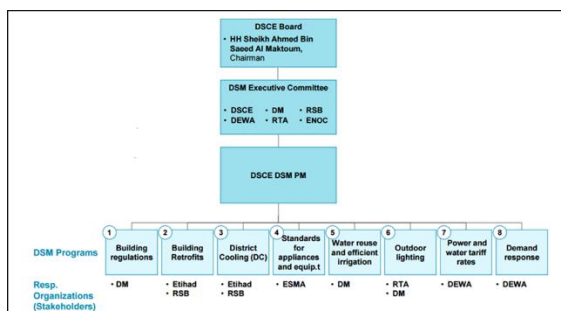 DSCE Board
• HH Sheikh Ahmed Bin
Saeed Al Maktoum,
Chairman
DSM Executive Committee
• DSCE • DM • RSB
• DEWA • RTA • ENOC
DSCE DSM PM
DSM Programs
1
Building
regulations
2
Building
Retrofits
3
District
Cooling (DC)
4
Standards for
appliances
and equip.t
5
Water reuse
and efficient
irrigation
6
Outdoor
lighting
7
Power and
water tariff
rates
8
Demand
response
Resp.
Organizations
(Stakeholders)
• DM
• Etihad
• RSB
• Etihad
• RSB
• ESMA
• DM
• RTA
• DM
• DEWA
• DEWA